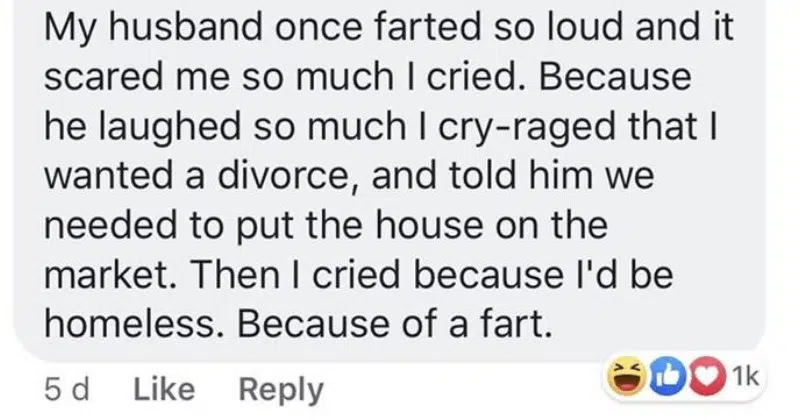 My husband once farted so loud and it
scared me so much I cried. Because
he laughed so much I cry-raged that I
wanted a divorce, and told him we
needed to put the house on the
market. Then I cried because I'd be
homeless. Because of a fart.
5 d Like Reply 1k